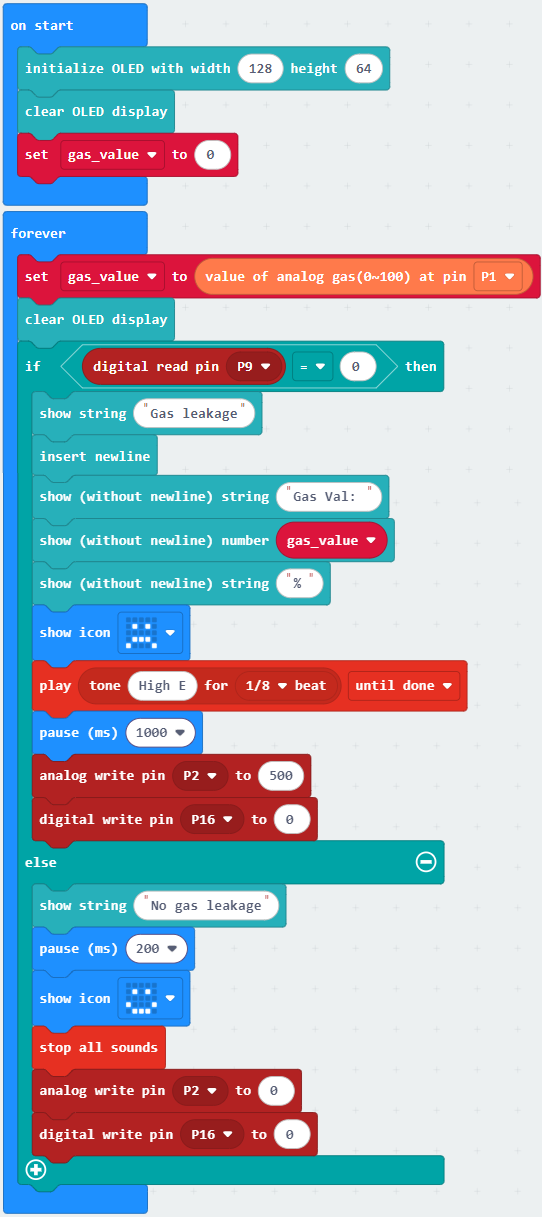 on start
initialize OLED with width 128 height 64
clear OLED display
set gas_value to 0
forever
set gas_value to value of analog gas(0~100) at pin P1
clear OLED display
if digital read pin P9 = 0 then
show string "Gas leakage"
insert newline
show (without newline) string "Gas Val: "
show (without newline) number gas_value
show (without newline) string "% "
show icon
play tone High E for 1/8 beat until done
pause (ms) 1000
analog write pin P2 to 500
digital write pin P16 to 0
else
show string "No gas leakage"
pause (ms) 200
show icon
stop all sounds
analog write pin P2 to 0
digital write pin P16 to 0